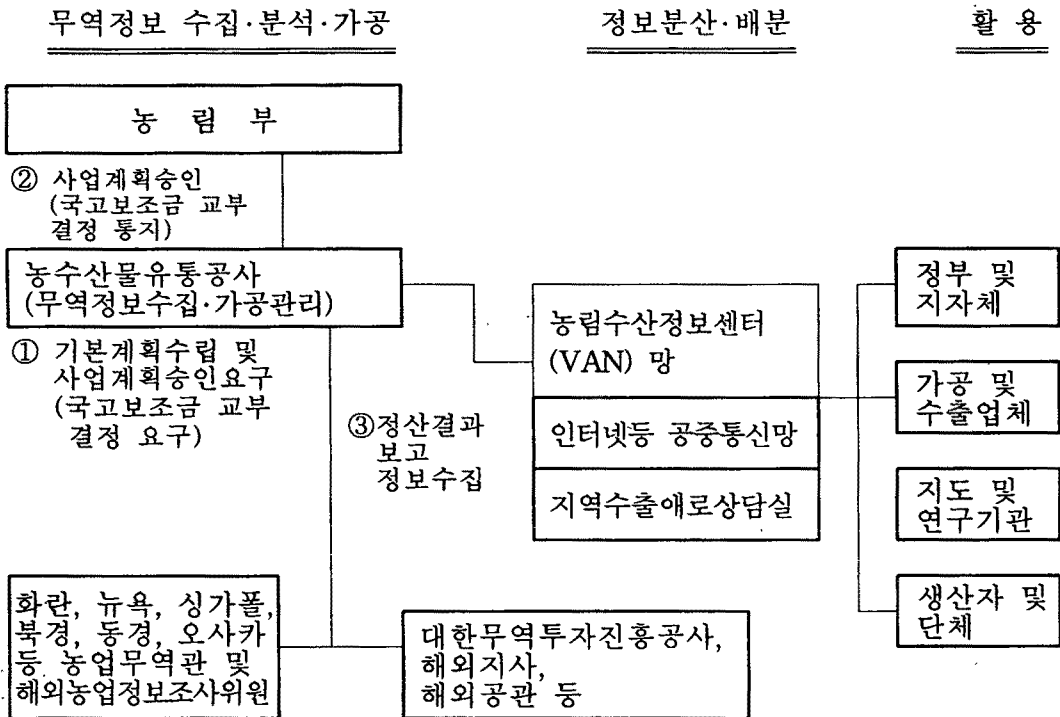 무역정보 수집·분석·가공
정보분산·배분
활 용
농 림 부
② 사업계획승인
(국고보조금 교부
결정 통지)
농수산물유통공사
(무역정보수집·가공관리)
① 기본계획수립 및
사업계획승인요구
(국고보조금 교부
결정 요구)
③정산결과
보고
정보수집
화란, 뉴욕, 싱가폴,
북경, 동경, 오사카
등 농업무역관 및
해외농업정보조사위원
대한무역투자진흥공사,
해외지사,
해외공관 등
농림수산정보센터
(VAN) 망
인터넷등 공중통신망
지역수출애로상담실
정부 및
지자체
가공 및
수출업체
지도 및
연구기관
생산자 및
단체